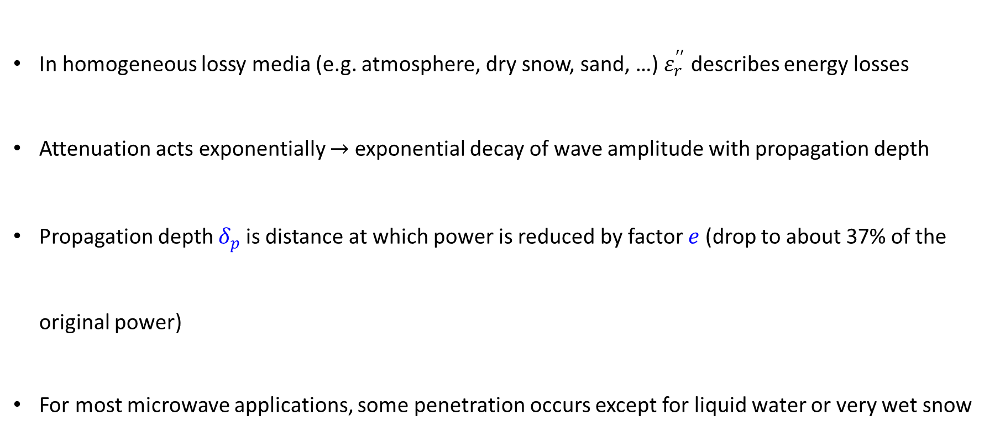 • In homogeneous lossy media (e.g. atmosphere, dry snow, sand, ...) εᵣ″ describes energy losses
• Attenuation acts exponentially → exponential decay of wave amplitude with propagation depth
• Propagation depth δₚ is distance at which power is reduced by factor e (drop to about 37% of the
original power)
• For most microwave applications, some penetration occurs except for liquid water or very wet snow